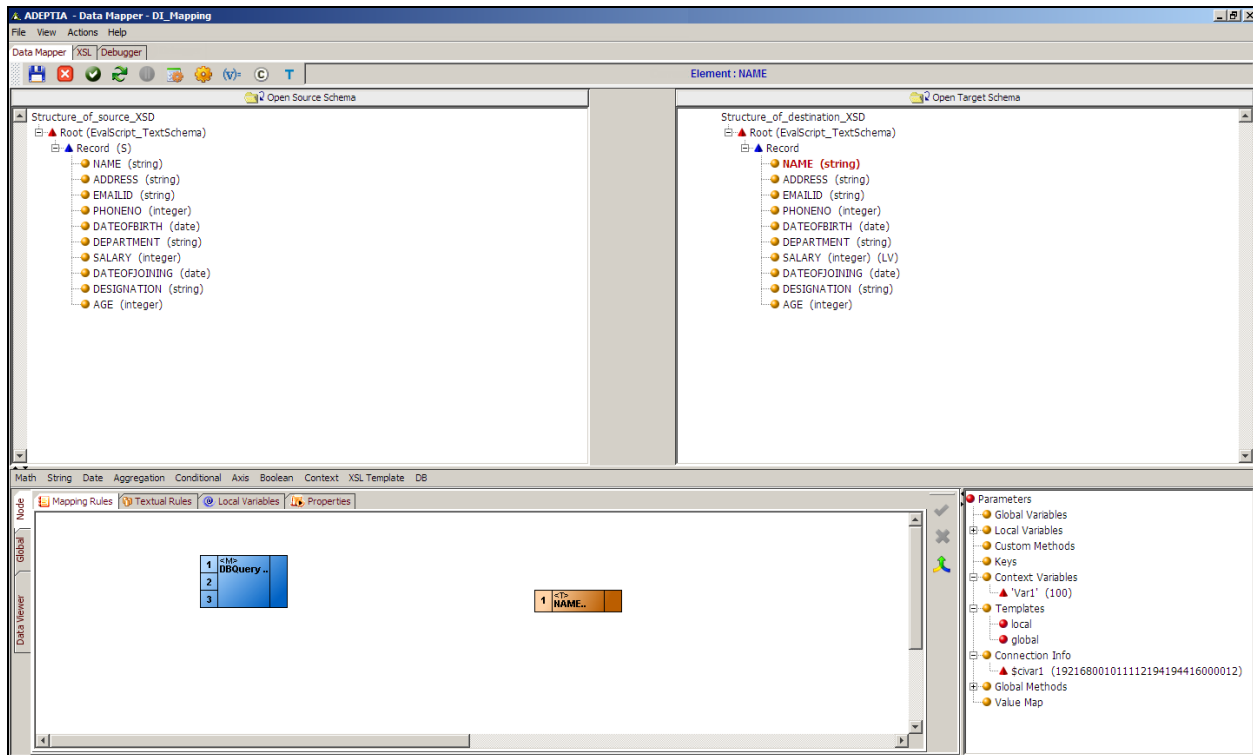 ADEPTIA - Data Mapper - DI_Mapping
File View Actions Help
Data Mapper XSL Debugger
(v)= C T Element : NAME
Open Source Schema Open Target Schema
Structure_of_source_XSD
Root (EvalScript_TextSchema)
Record (S)
NAME (string)
ADDRESS (string)
EMAILID (string)
PHONENO (integer)
DATEOFBIRTH (date)
DEPARTMENT (string)
SALARY (integer)
DATEOFJOINING (date)
DESIGNATION (string)
AGE (integer)
Structure_of_destination_XSD
Root (EvalScript_TextSchema)
Record
NAME (string)
ADDRESS (string)
EMAILID (string)
PHONENO (integer)
DATEOFBIRTH (date)
DEPARTMENT (string)
SALARY (integer) (LV)
DATEOFJOINING (date)
DESIGNATION (string)
AGE (integer)
Math String Date Aggregation Conditional Axis Boolean Context XSL Template DB
Node
Global
Data Viewer
Mapping Rules Textual Rules Local Variables Properties
<M>
1 DBQuery ..
2
3
<T>
1 NAME..
Parameters
Global Variables
Local Variables
Custom Methods
Keys
Context Variables
'Var1' (100)
Templates
local
global
Connection Info
$civar1 (192168001011112194194416000012)
Global Methods
Value Map